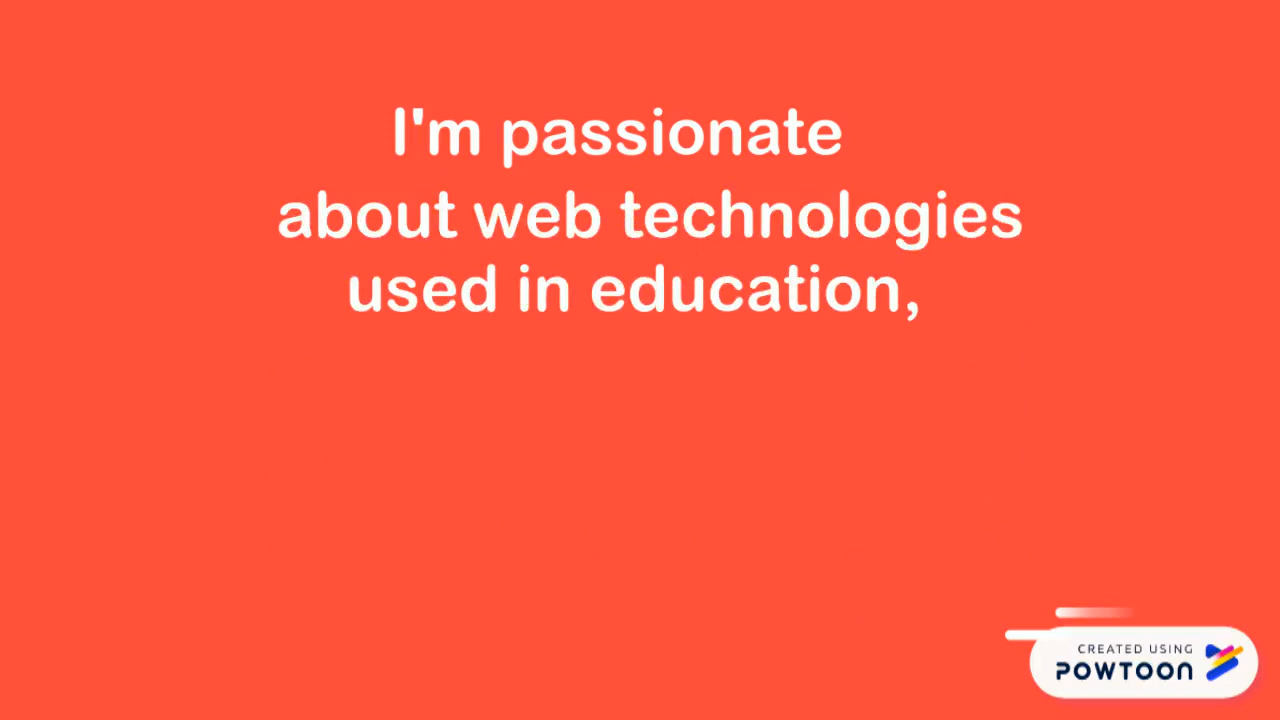 I'm passionate
about web technologies
used in education,
CREATED USING
POWTOON